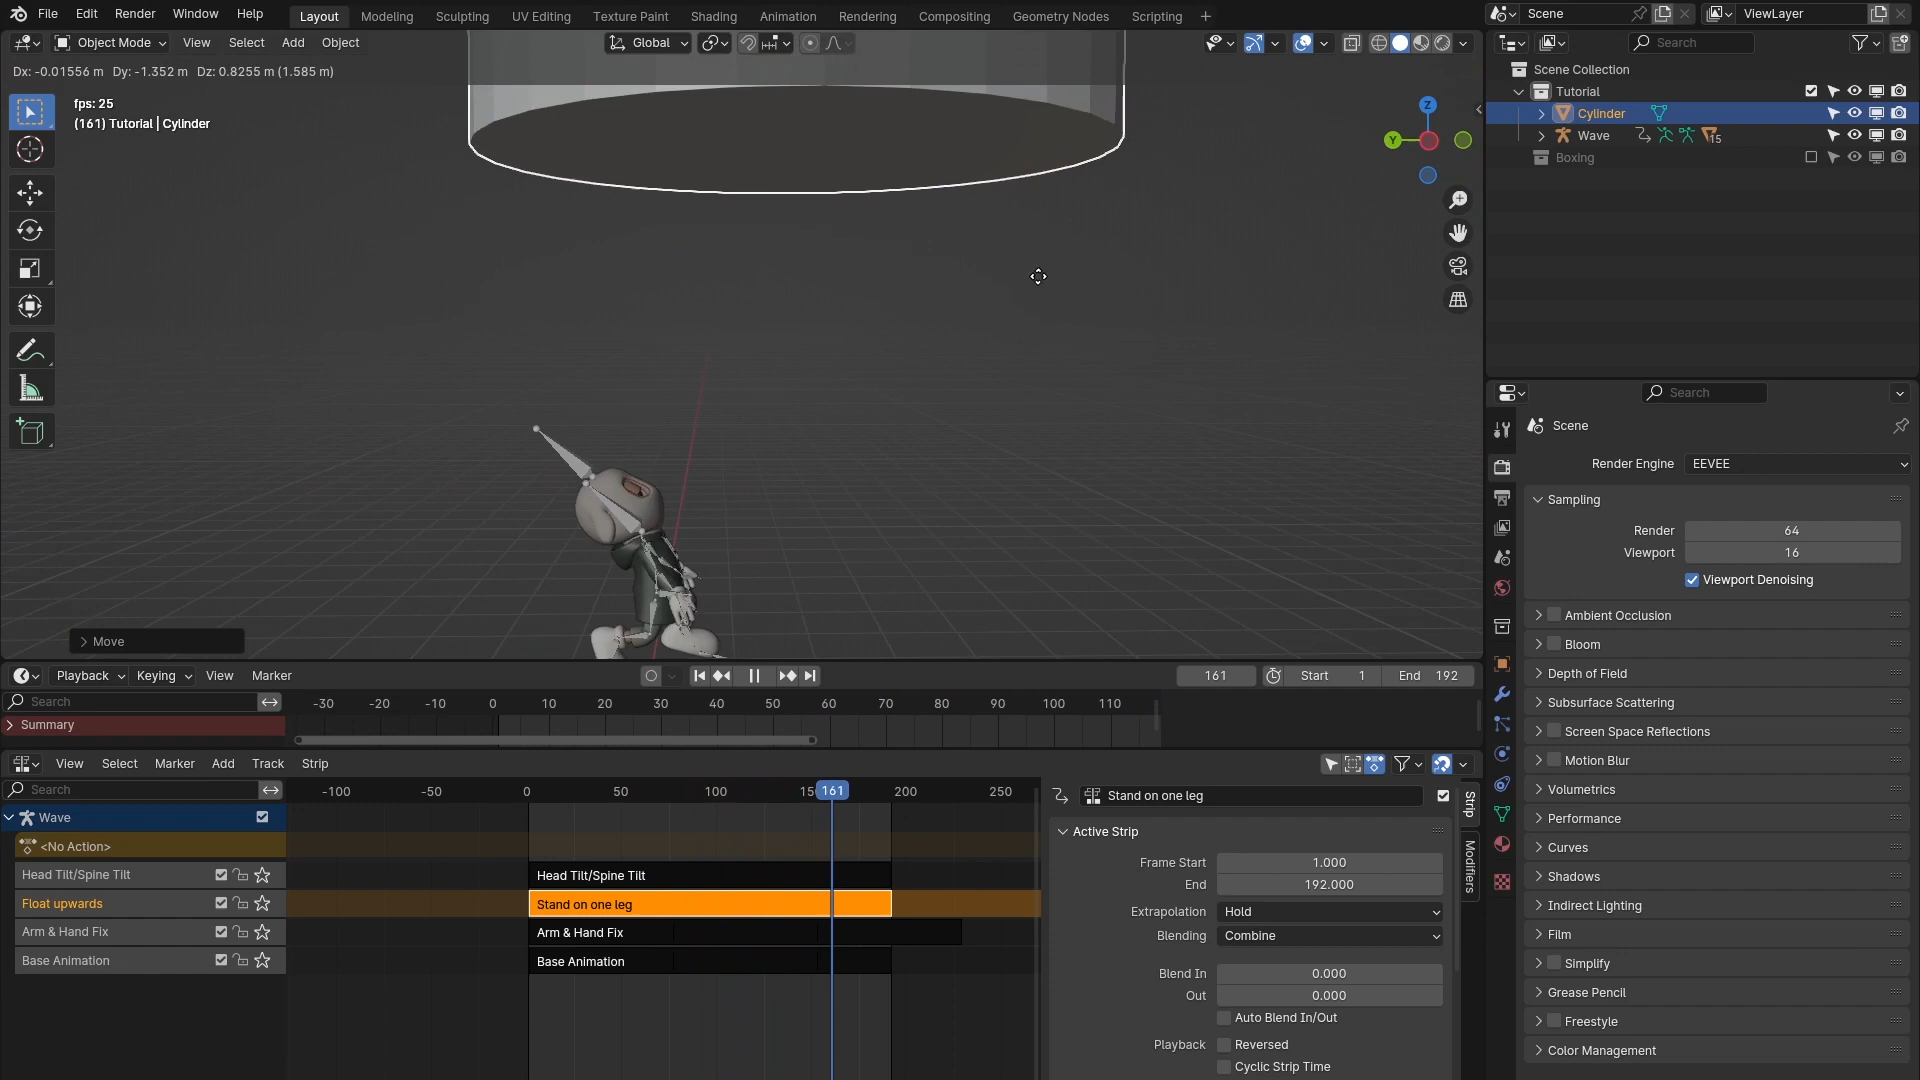 File Edit Render Window Help Layout Modeling Sculpting UV Editing Texture Paint Shading Animation Rendering Compositing Geometry Nodes Scripting + Scene ViewLayer
Object Mode View Select Add Object Global Search
Dx: -0.01556 m Dy: -1.352 m Dz: 0.8255 m (1.585 m)
fps: 25
(161) Tutorial | Cylinder
Z
Y
Move
Scene Collection
Tutorial
Cylinder
Wave 15
Boxing
Search
Scene
Render Engine EEVEE
Sampling
Render 64
Viewport 16
Viewport Denoising
Ambient Occlusion
Bloom
Depth of Field
Subsurface Scattering
Screen Space Reflections
Motion Blur
Volumetrics
Performance
Curves
Shadows
Indirect Lighting
Film
Simplify
Grease Pencil
Freestyle
Color Management
Playback Keying View Marker 161 Start 1 End 192
Search -30 -20 -10 0 10 20 30 40 50 60 70 80 90 100 110
Summary
View Select Marker Add Track Strip
Search -100 -50 0 50 100 161 200 250
Wave
<No Action>
Head Tilt/Spine Tilt Head Tilt/Spine Tilt
Float upwards Stand on one leg
Arm & Hand Fix Arm & Hand Fix
Base Animation Base Animation
Stand on one leg
Active Strip
Frame Start 1.000
End 192.000
Extrapolation Hold
Blending Combine
Blend In 0.000
Out 0.000
Auto Blend In/Out
Playback Reversed
Cyclic Strip Time
Strip
Modifiers